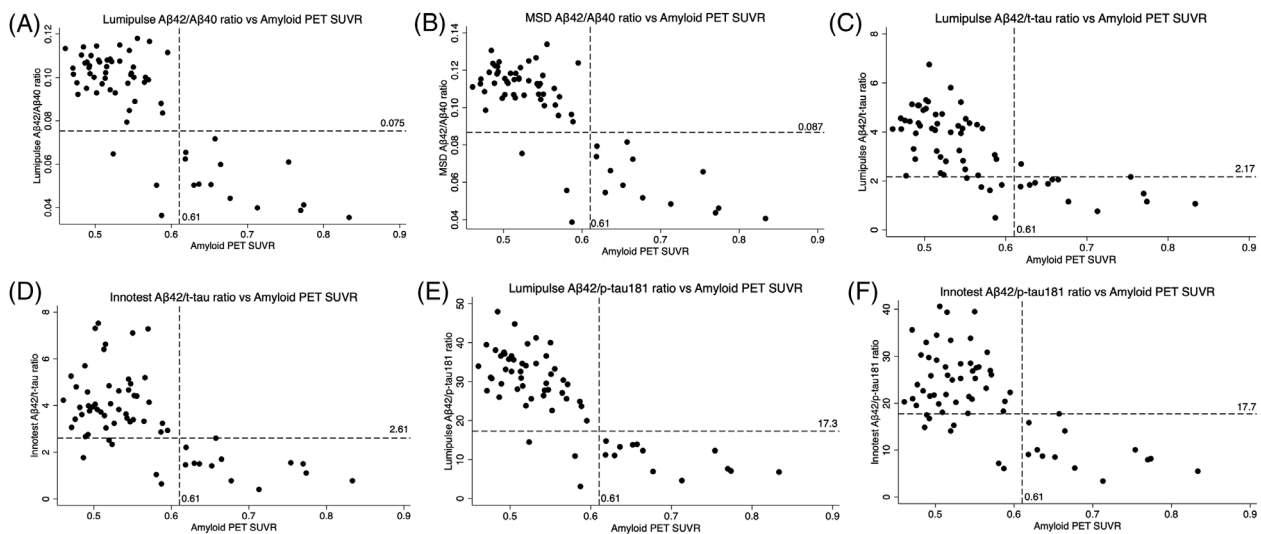 (A)
Lumipulse Aβ42/Aβ40 ratio vs Amyloid PET SUVR
Lumipulse Aβ42/Aβ40 ratio
0.12
0.10
0.08
0.06
0.04
0.075
0.61
0.5 0.6 0.7 0.8 0.9
Amyloid PET SUVR
(B)
MSD Aβ42/Aβ40 ratio vs Amyloid PET SUVR
MSD Aβ42/Aβ40 ratio
0.14
0.12
0.10
0.08
0.06
0.04
0.087
0.61
0.5 0.6 0.7 0.8 0.9
Amyloid PET SUVR
(C)
Lumipulse Aβ42/t-tau ratio vs Amyloid PET SUVR
Lumipulse Aβ42/t-tau ratio
8
6
4
2
0
2.17
0.61
0.5 0.6 0.7 0.8 0.9
Amyloid PET SUVR
(D)
Innotest Aβ42/t-tau ratio vs Amyloid PET SUVR
Innotest Aβ42/t-tau ratio
8
6
4
2
0
2.61
0.61
0.5 0.6 0.7 0.8 0.9
Amyloid PET SUVR
(E)
Lumipulse Aβ42/p-tau181 ratio vs Amyloid PET SUVR
Lumipulse Aβ42/p-tau181 ratio
50
40
30
20
10
0
17.3
0.61
0.5 0.6 0.7 0.8 0.9
Amyloid PET SUVR
(F)
Innotest Aβ42/p-tau181 ratio vs Amyloid PET SUVR
Innotest Aβ42/p-tau181 ratio
40
30
20
10
0
17.7
0.61
0.5 0.6 0.7 0.8 0.9
Amyloid PET SUVR